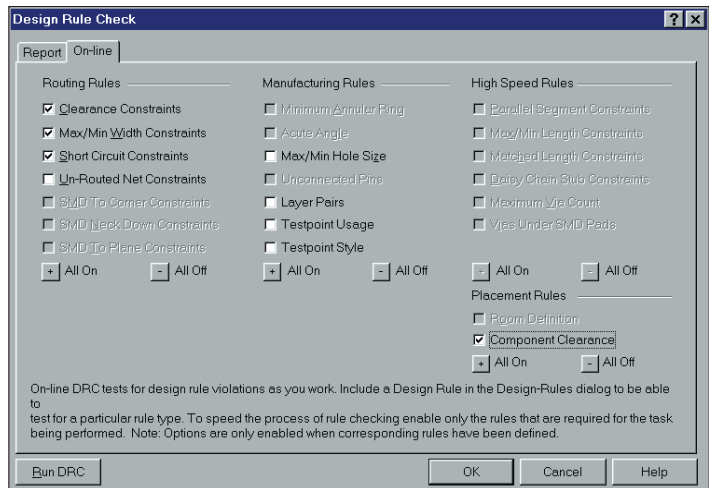 Design Rule Check
? ×
Report On-line
Routing Rules
Clearance Constraints
Max/Min Width Constraints
Short Circuit Constraints
Un-Routed Net Constraints
SMD To Corner Constraints
SMD Neck Down Constraints
SMD To Plane Constraints
+ All On - All Off
Manufacturing Rules
Minimum Annular Ring
Acute Angle
Max/Min Hole Size
Unconnected Pins
Layer Pairs
Testpoint Usage
Testpoint Style
+ All On - All Off
High Speed Rules
Parallel Segment Constraints
Max/Min Length Constraints
Matched Length Constraints
Daisy Chain Stub Constraints
Maximum Via Count
Vias Under SMD Pads
+ All On - All Off
Placement Rules
Room Definition
Component Clearance
+ All On - All Off
On-line DRC tests for design rule violations as you work. Include a Design Rule in the Design-Rules dialog to be able
to
test for a particular rule type. To speed the process of rule checking enable only the rules that are required for the task
being performed. Note: Options are only enabled when corresponding rules have been defined.
Run DRC OK Cancel Help